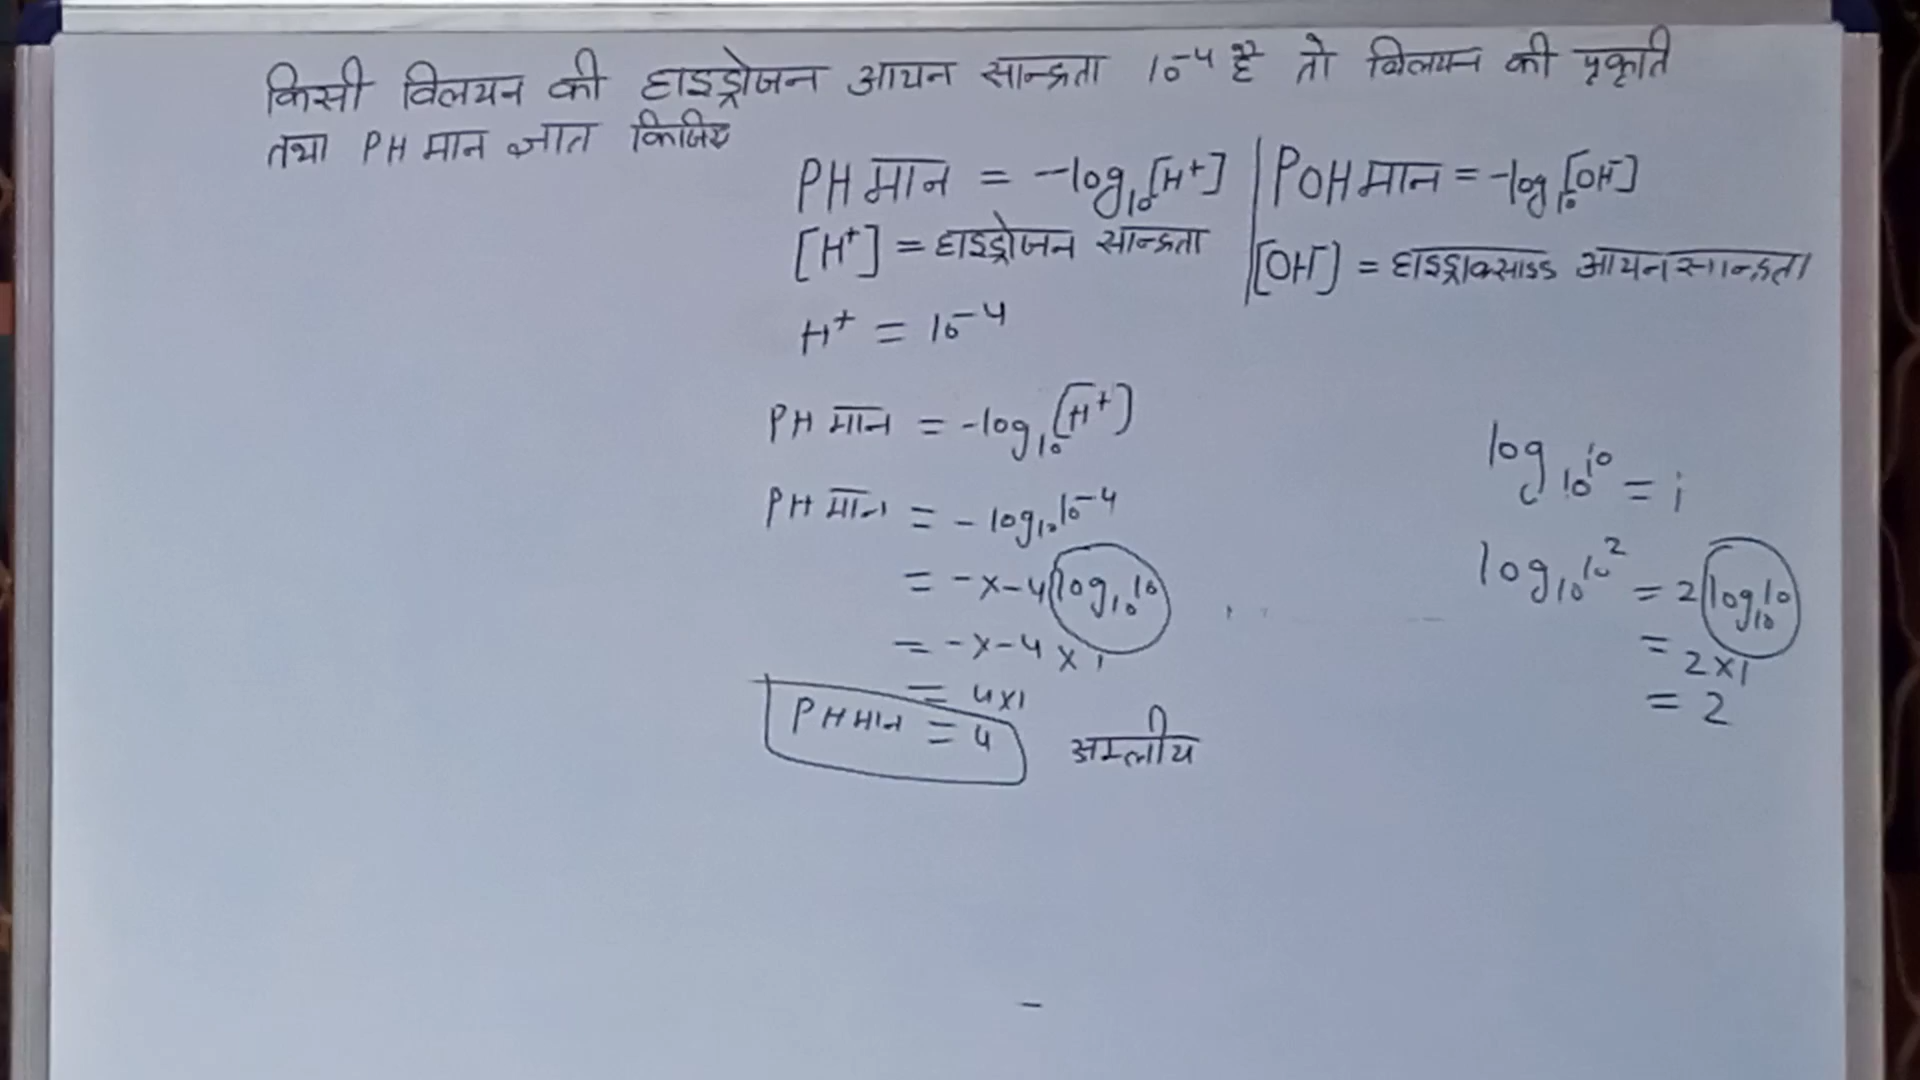 किसी विलयन की हाइड्रोजन आयन सान्द्रता 10⁻⁴ है तो विलयन की प्रकृति
तथा PH मान ज्ञात किजिए
PH मान = -log₁₀[H⁺]
[H⁺] = हाइड्रोजन सान्द्रता
POH मान = -log₁₀[OH⁻]
[OH⁻] = हाइड्राक्साइड आयन सान्द्रता
H⁺ = 10⁻⁴
PH मान = -log₁₀[H⁺]
PH मान = - log₁₀10⁻⁴
= -x-4 log₁₀10
= -x-4 x 1
= 4x1
PH मान = 4 अम्लीय
log₁₀10 = 1
log₁₀10² = 2 log₁₀10
= 2x1
= 2